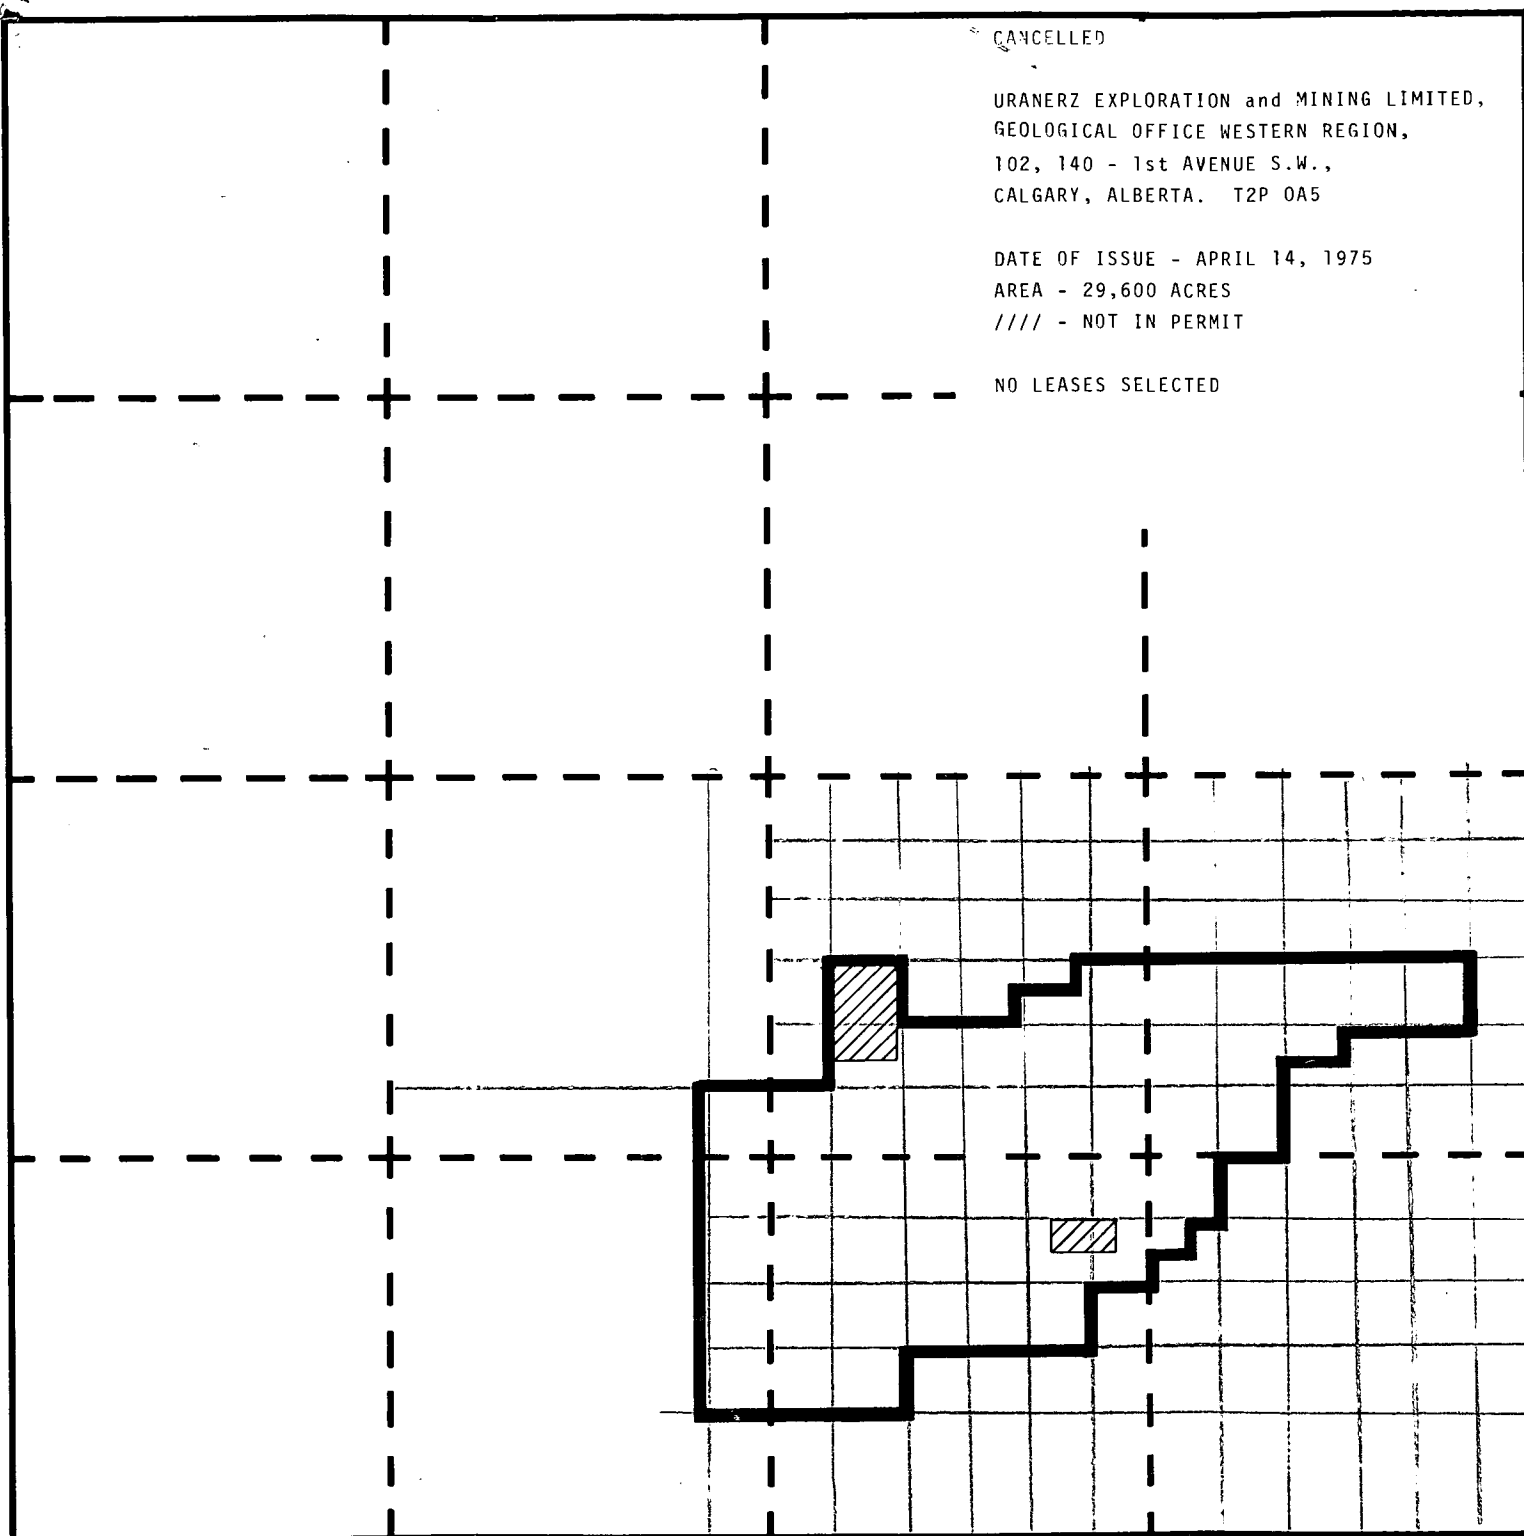 CANCELLED
URANERZ EXPLORATION and MINING LIMITED,
GEOLOGICAL OFFICE WESTERN REGION,
102, 140 - 1st AVENUE S.W.,
CALGARY, ALBERTA. T2P 0A5
DATE OF ISSUE - APRIL 14, 1975
AREA - 29,600 ACRES
//// - NOT IN PERMIT
NO LEASES SELECTED